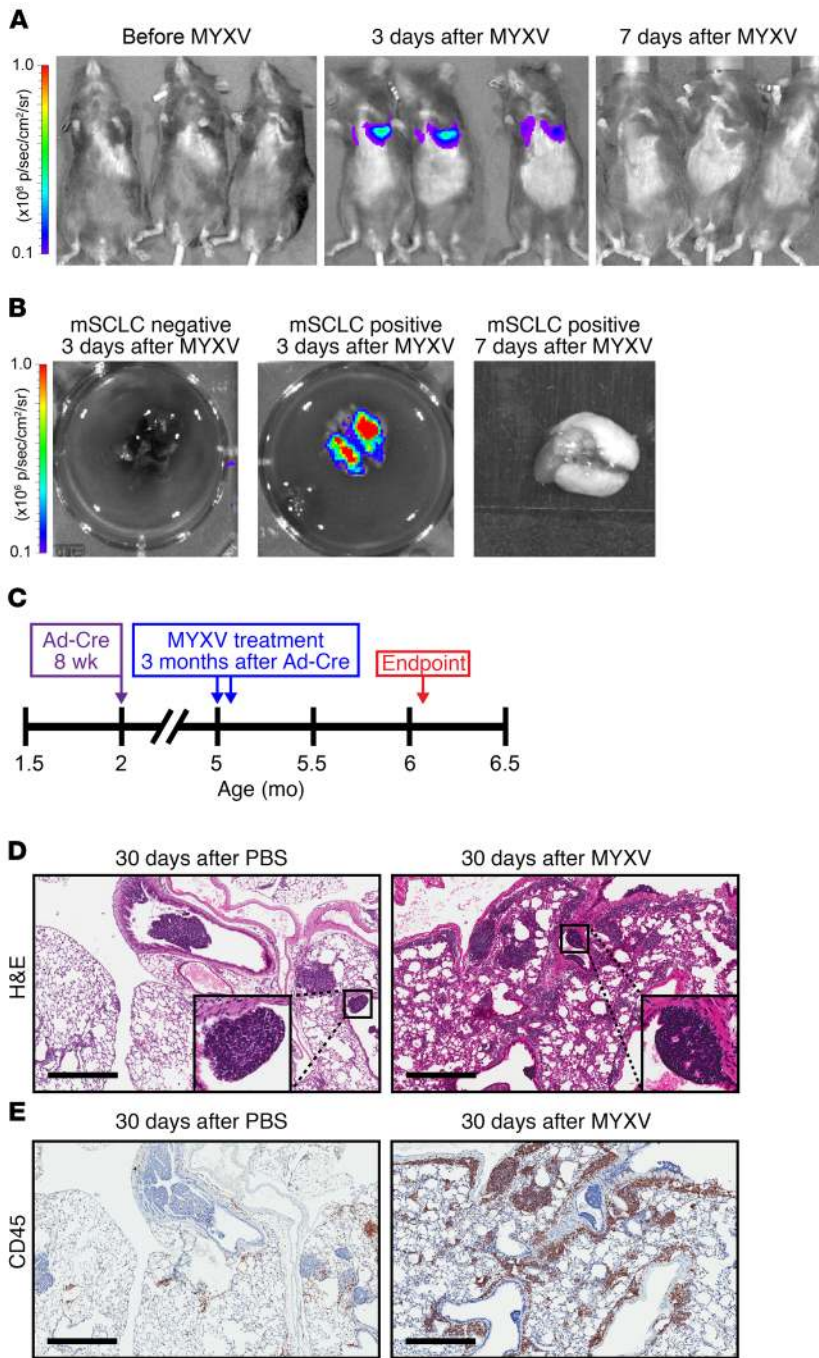 A
Before MYXV
3 days after MYXV
7 days after MYXV
1.0
(x10⁶ p/sec/cm²/sr)
0.1
B
mSCLC negative
3 days after MYXV
mSCLC positive
3 days after MYXV
mSCLC positive
7 days after MYXV
1.0
(x10⁶ p/sec/cm²/sr)
0.1
C
Ad-Cre
8 wk
MYXV treatment
3 months after Ad-Cre
Endpoint
1.5 2 5 5.5 6 6.5
Age (mo)
D
30 days after PBS
30 days after MYXV
H&E
E
30 days after PBS
30 days after MYXV
CD45